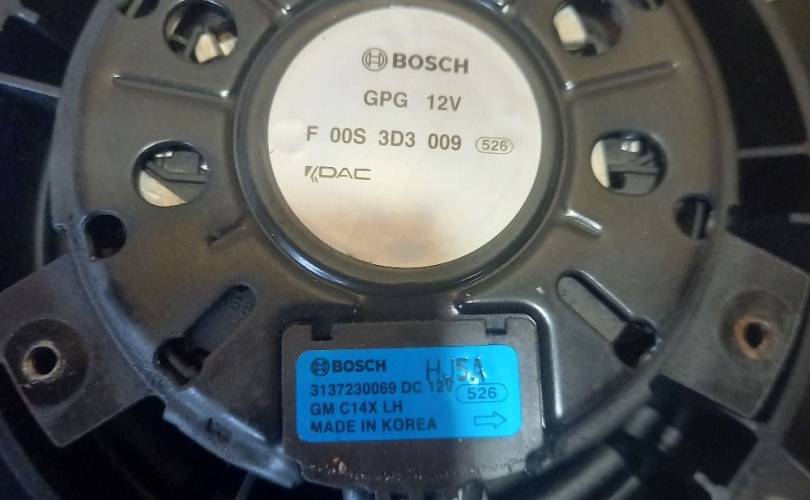 BOSCH
GPG 12V
F 00S 3D3 009 526
DAC
BOSCH HJ5A
3137230069 DC 12V 526
GM C14X LH
MADE IN KOREA